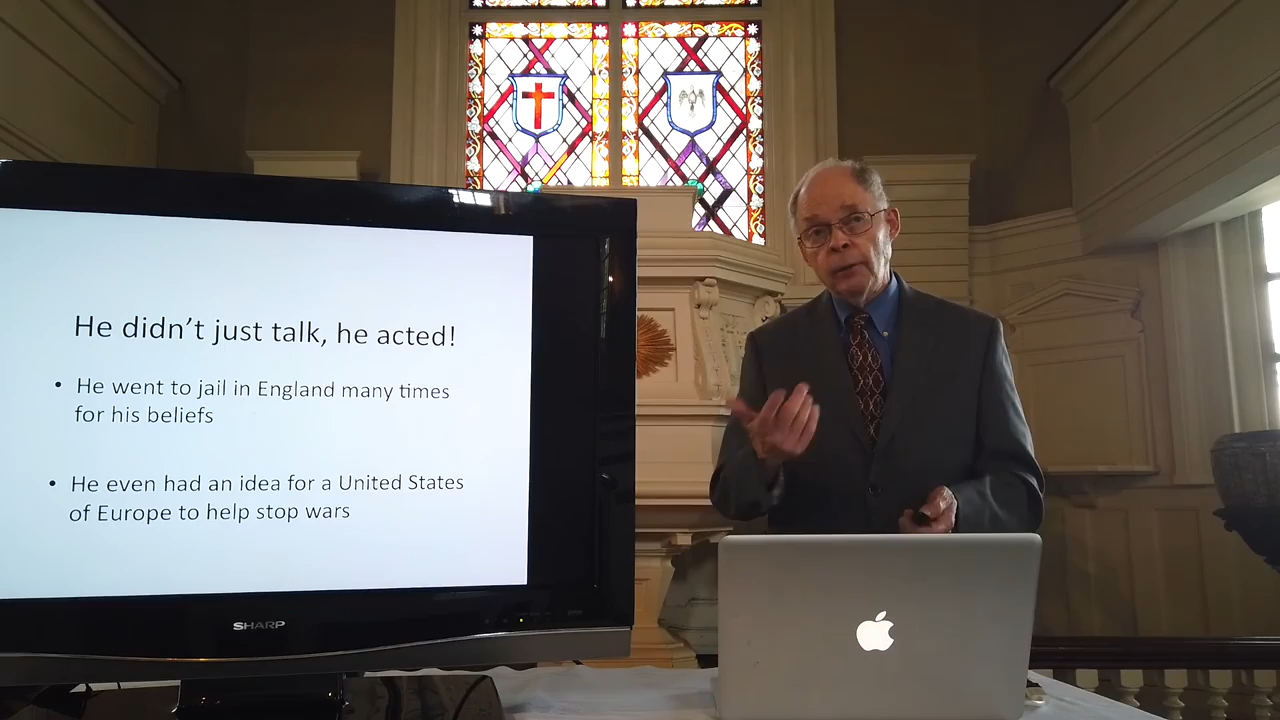 He didn’t just talk, he acted!
• He went to jail in England many times
for his beliefs
• He even had an idea for a United States
of Europe to help stop wars
SHARP